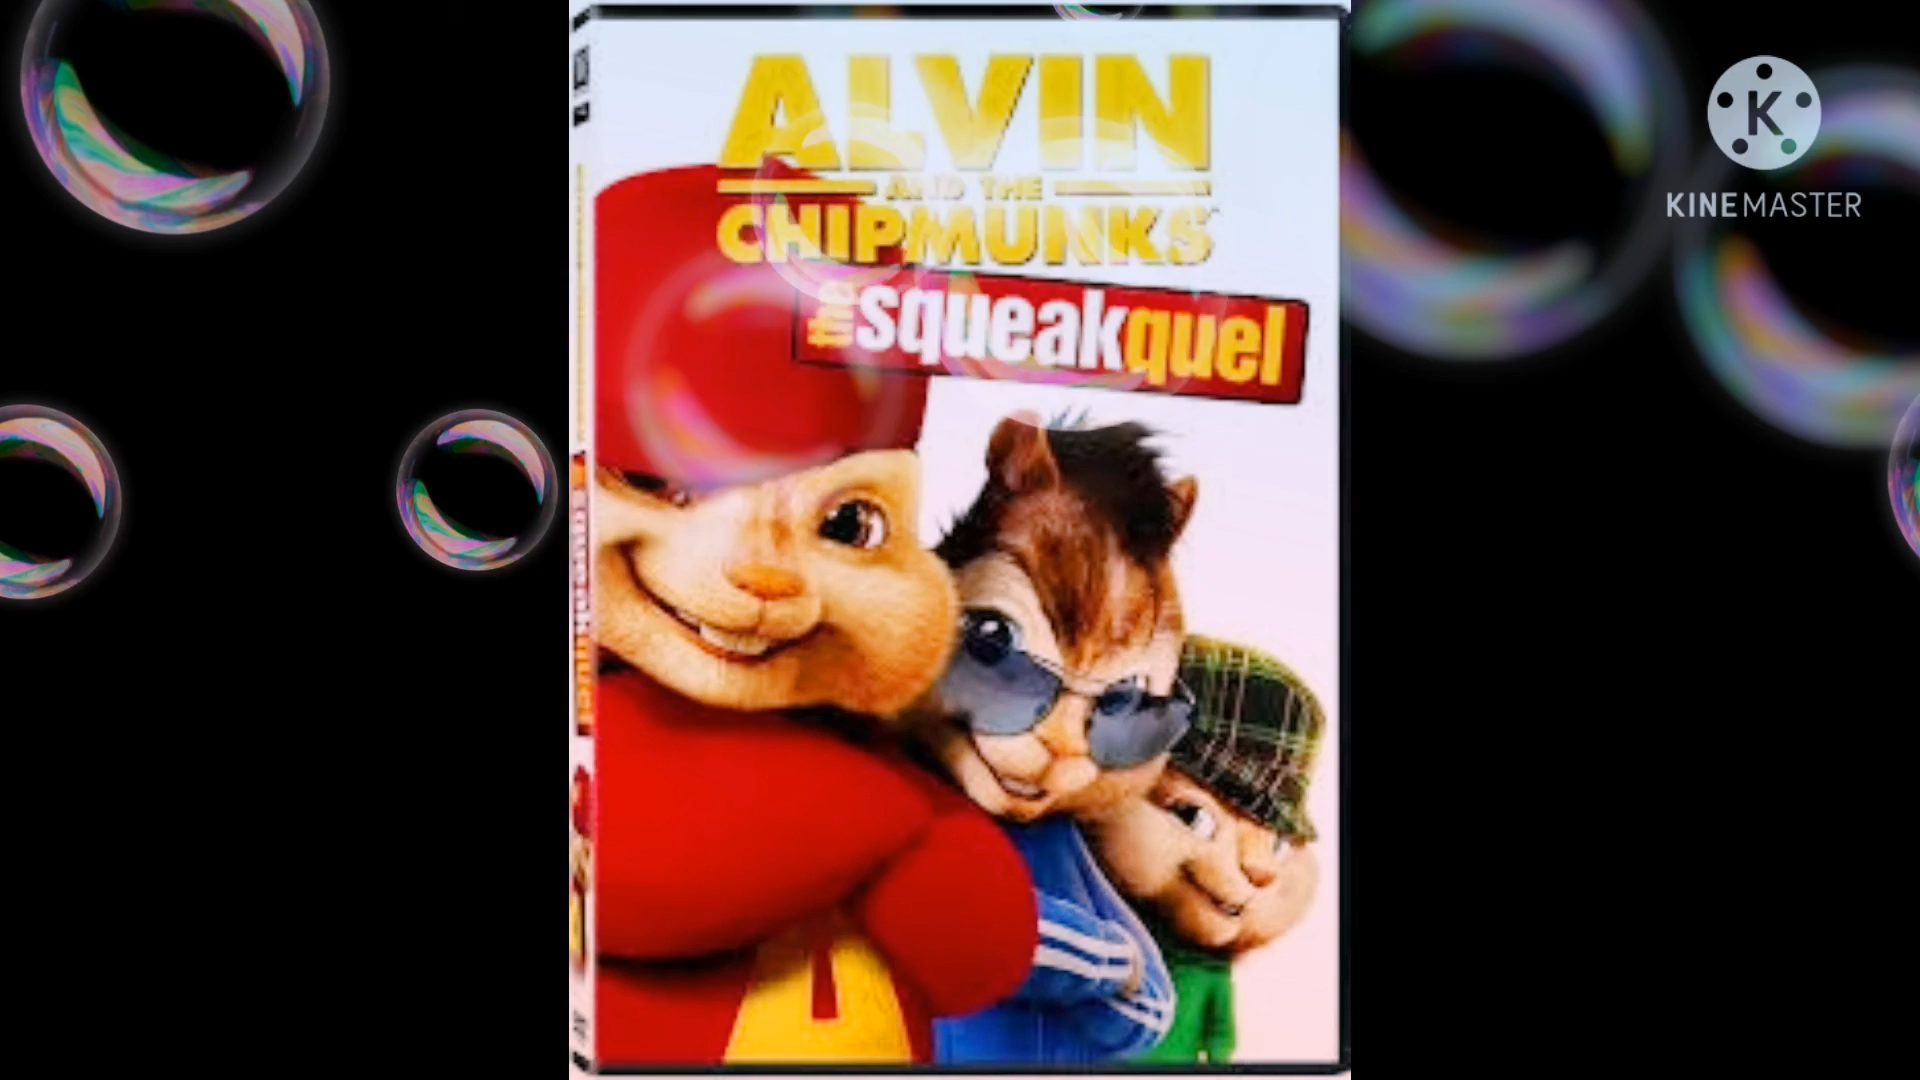 ALVIN
AND THE
CHIPMUNKS
the squeakquel
K
KINEMASTER